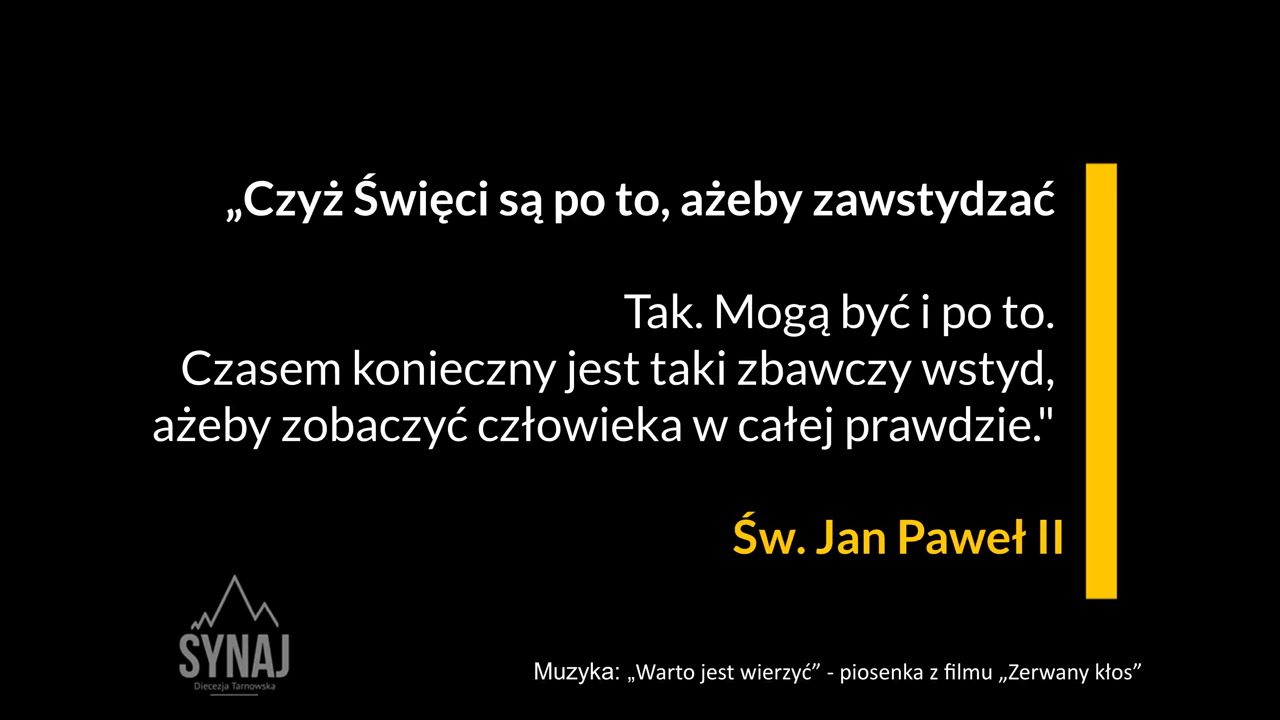 „Czyż Święci są po to, ażeby zawstydzać
Tak. Mogą być i po to.
Czasem konieczny jest taki zbawczy wstyd,
ażeby zobaczyć człowieka w całej prawdzie."
Św. Jan Paweł II
SYNAJ
Diecezja Tarnowska
Muzyka: „Warto jest wierzyć” - piosenka z filmu „Zerwany kłos”